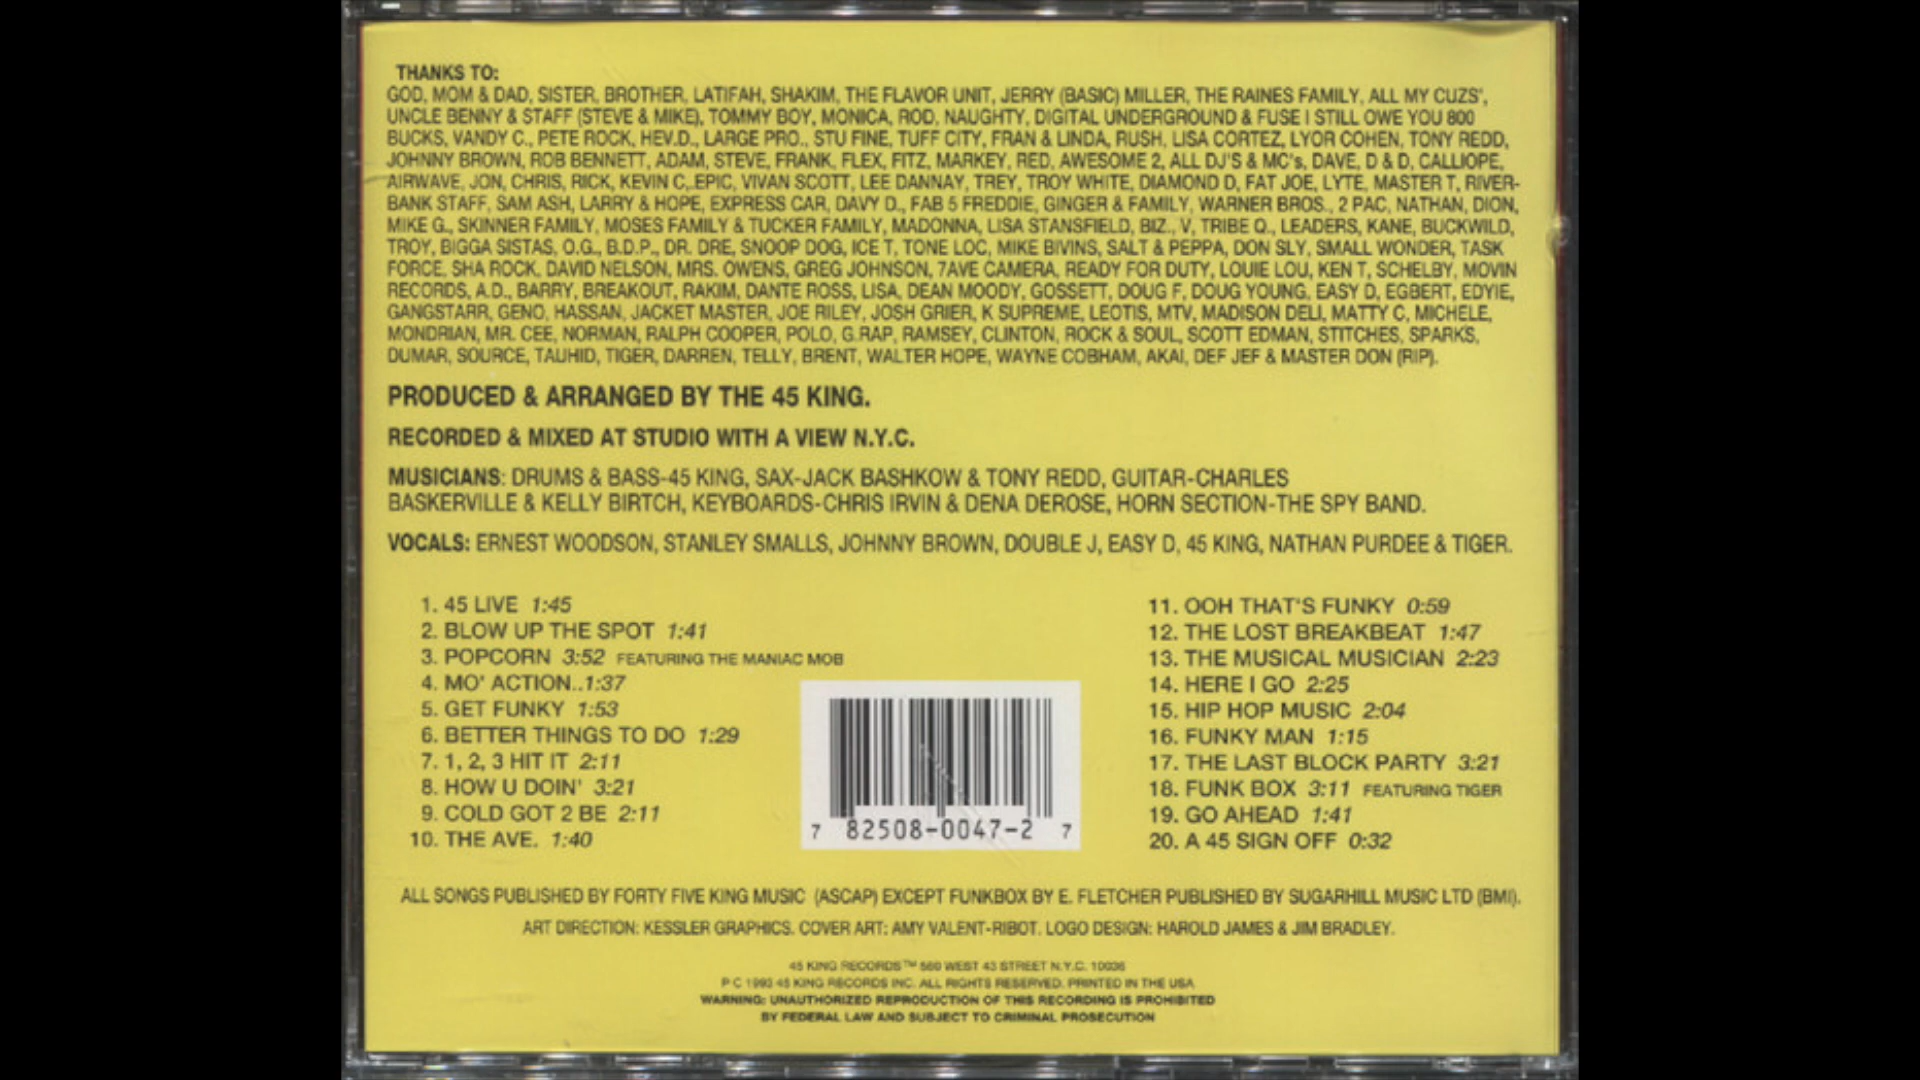 THANKS TO:
GOD, MOM & DAD, SISTER, BROTHER, LATIFAH, SHAKIM, THE FLAVOR UNIT, JERRY (BASIC) MILLER, THE RAINES FAMILY, ALL MY CUZS',
UNCLE BENNY & STAFF (STEVE & MIKE), TOMMY BOY, MONICA, ROD, NAUGHTY, DIGITAL UNDERGROUND & FUSE I STILL OWE YOU 800
BUCKS, VANDY C., PETE ROCK, HEV.D., LARGE PRO., STU FINE, TUFF CITY, FRAN & LINDA, RUSH, LISA CORTEZ, LYOR COHEN, TONY REDD,
JOHNNY BROWN, ROB BENNETT, ADAM, STEVE, FRANK, FLEX, FITZ, MARKEY, RED, AWESOME 2, ALL DJ'S & MC's, DAVE, D & D, CALLIOPE,
AIRWAVE, JON, CHRIS, RICK, KEVIN C,.EPIC, VIVAN SCOTT, LEE DANNAY, TREY, TROY WHITE, DIAMOND D, FAT JOE, LYTE, MASTER T, RIVER-
BANK STAFF, SAM ASH, LARRY & HOPE, EXPRESS CAR, DAVY D., FAB 5 FREDDIE, GINGER & FAMILY, WARNER BROS., 2 PAC, NATHAN, DION,
MIKE G., SKINNER FAMILY, MOSES FAMILY & TUCKER FAMILY, MADONNA, LISA STANSFIELD, BIZ., V, TRIBE Q., LEADERS, KANE, BUCKWILD,
TROY, BIGGA SISTAS, O.G., B.D.P., DR. DRE, SNOOP DOG, ICE T, TONE LOC, MIKE BIVINS, SALT & PEPPA, DON SLY, SMALL WONDER, TASK
FORCE, SHA ROCK, DAVID NELSON, MRS. OWENS, GREG JOHNSON, 7AVE CAMERA, READY FOR DUTY, LOUIE LOU, KEN T, SCHELBY, MOVIN
RECORDS, A.D., BARRY, BREAKOUT, RAKIM, DANTE ROSS, LISA, DEAN MOODY, GOSSETT, DOUG F, DOUG YOUNG, EASY D, EGBERT, EDYIE,
GANGSTARR, GENO, HASSAN, JACKET MASTER, JOE RILEY, JOSH GRIER, K SUPREME, LEOTIS, MTV, MADISON DELI, MATTY C, MICHELE,
MONDRIAN, MR. CEE, NORMAN, RALPH COOPER, POLO, G.RAP, RAMSEY, CLINTON, ROCK & SOUL, SCOTT EDMAN, STITCHES, SPARKS,
DUMAR, SOURCE, TAUHID, TIGER, DARREN, TELLY, BRENT, WALTER HOPE, WAYNE COBHAM, AKAI, DEF JEF & MASTER DON (RIP).
PRODUCED & ARRANGED BY THE 45 KING.
RECORDED & MIXED AT STUDIO WITH A VIEW N.Y.C.
MUSICIANS: DRUMS & BASS-45 KING, SAX-JACK BASHKOW & TONY REDD, GUITAR-CHARLES
BASKERVILLE & KELLY BIRTCH, KEYBOARDS-CHRIS IRVIN & DENA DEROSE, HORN SECTION-THE SPY BAND.
VOCALS: ERNEST WOODSON, STANLEY SMALLS, JOHNNY BROWN, DOUBLE J, EASY D, 45 KING, NATHAN PURDEE & TIGER.
1. 45 LIVE 1:45
2. BLOW UP THE SPOT 1:41
3. POPCORN 3:52 FEATURING THE MANIAC MOB
4. MO' ACTION..1:37
5. GET FUNKY 1:53
6. BETTER THINGS TO DO 1:29
7. 1, 2, 3 HIT IT 2:11
8. HOW U DOIN' 3:21
9. COLD GOT 2 BE 2:11
10. THE AVE. 1:40
11. OOH THAT'S FUNKY 0:59
12. THE LOST BREAKBEAT 1:47
13. THE MUSICAL MUSICIAN 2:23
14. HERE I GO 2:25
15. HIP HOP MUSIC 2:04
16. FUNKY MAN 1:15
17. THE LAST BLOCK PARTY 3:21
18. FUNK BOX 3:11 FEATURING TIGER
19. GO AHEAD 1:41
20. A 45 SIGN OFF 0:32
7 82508-0047-2 7
ALL SONGS PUBLISHED BY FORTY FIVE KING MUSIC (ASCAP) EXCEPT FUNKBOX BY E. FLETCHER PUBLISHED BY SUGARHILL MUSIC LTD (BMI).
ART DIRECTION: KESSLER GRAPHICS. COVER ART: AMY VALENT-RIBOT. LOGO DESIGN: HAROLD JAMES & JIM BRADLEY.
45 KING RECORDS™ 560 WEST 43 STREET N.Y.C. 10036
P C 1993 45 KING RECORDS INC. ALL RIGHTS RESERVED. PRINTED IN THE USA
WARNING: UNAUTHORIZED REPRODUCTION OF THIS RECORDING IS PROHIBITED
BY FEDERAL LAW AND SUBJECT TO CRIMINAL PROSECUTION